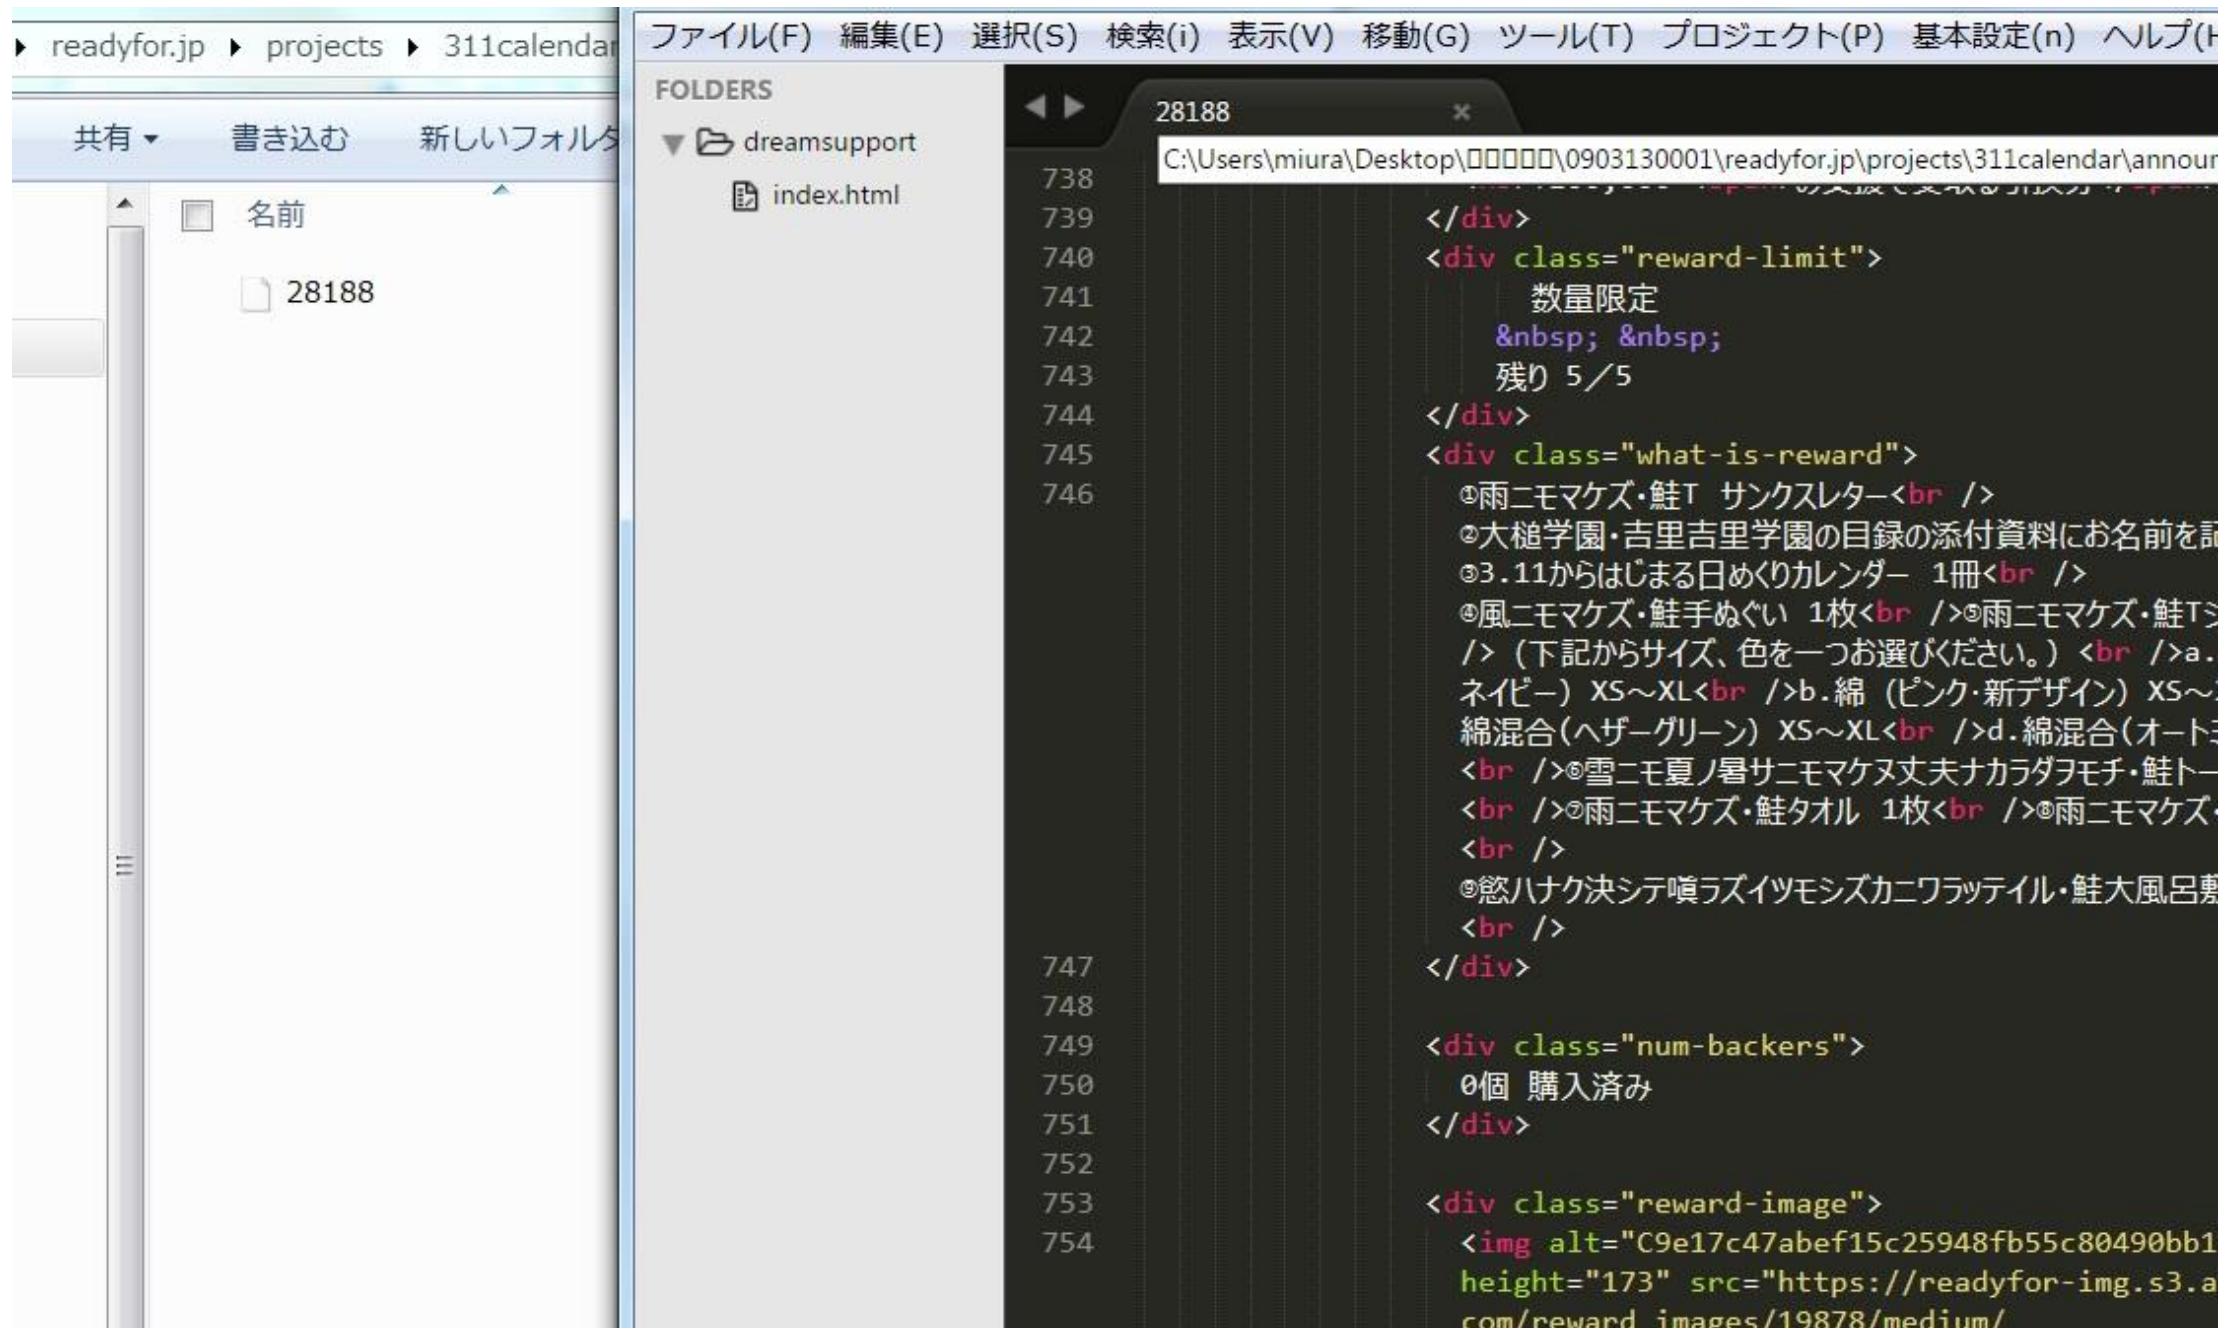 readyfor.jp ▸ projects ▸ 311calendar
共有 書き込む 新しいフォルダ
名前
28188
ファイル(F) 編集(E) 選択(S) 検索(i) 表示(V) 移動(G) ツール(T) プロジェクト(P) 基本設定(n) ヘルプ(H
FOLDERS
dreamsupport
index.html
28188
C:\Users\miura\Desktop\□□□□□\0903130001\readyfor.jp\projects\311calendar\announ
738
739 </div>
740 <div class="reward-limit">
741 数量限定
742 &nbsp; &nbsp;
743 残り 5／5
744 </div>
745 <div class="what-is-reward">
746 ①雨ニモマケズ・鮭T サンクスレター<br />
②大槌学園・吉里吉里学園の目録の添付資料にお名前を記
③3.11からはじまる日めくりカレンダー 1冊<br />
④風ニモマケズ・鮭手ぬぐい 1枚<br />⑤雨ニモマケズ・鮭Tシ
/> (下記からサイズ、色を一つお選びください。) <br />a.
ネイビー) XS～XL<br />b.綿 (ピンク・新デザイン) XS～
綿混合(ヘザーグリーン) XS～XL<br />d.綿混合(オートミ
<br />⑥雪ニモ夏ノ暑サニモマケヌ丈夫ナカラダヲモチ・鮭トー
<br />⑦雨ニモマケズ・鮭タオル 1枚<br />⑧雨ニモマケズ・
<br />
⑨慾ハナク決シテ嗔ラズイツモシズカニワラッテイル・鮭大風呂敷
<br />
747 </div>
748
749 <div class="num-backers">
750 0個 購入済み
751 </div>
752
753 <div class="reward-image">
754 <img alt="C9e17c47abef15c25948fb55c80490bb1
height="173" src="https://readyfor-img.s3.a
com/reward_images/19878/medium/